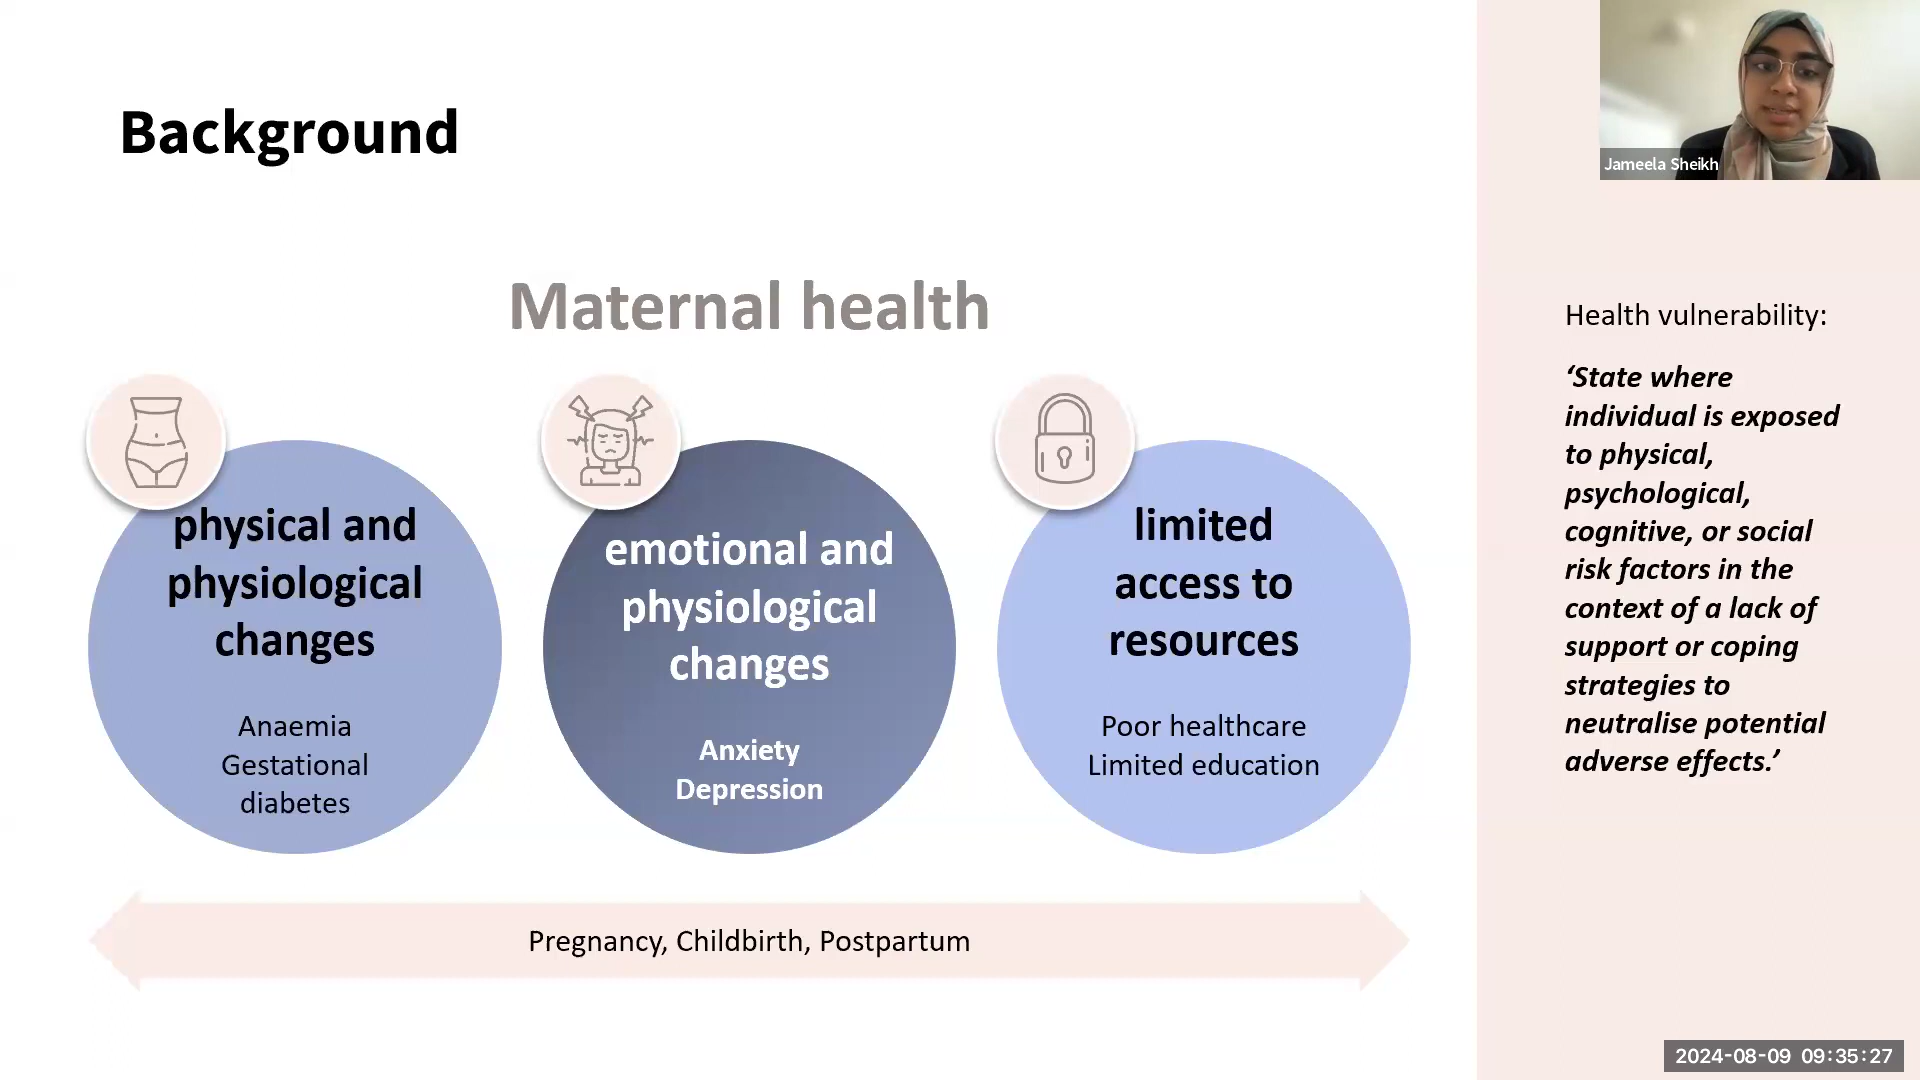 Background
Maternal health
physical and
physiological
changes
Anaemia
Gestational
diabetes
emotional and
physiological
changes
Anxiety
Depression
limited
access to
resources
Poor healthcare
Limited education
Pregnancy, Childbirth, Postpartum
Jameela Sheikh
Health vulnerability:
‘State where
individual is exposed
to physical,
psychological,
cognitive, or social
risk factors in the
context of a lack of
support or coping
strategies to
neutralise potential
adverse effects.’
2024-08-09 09:35:27